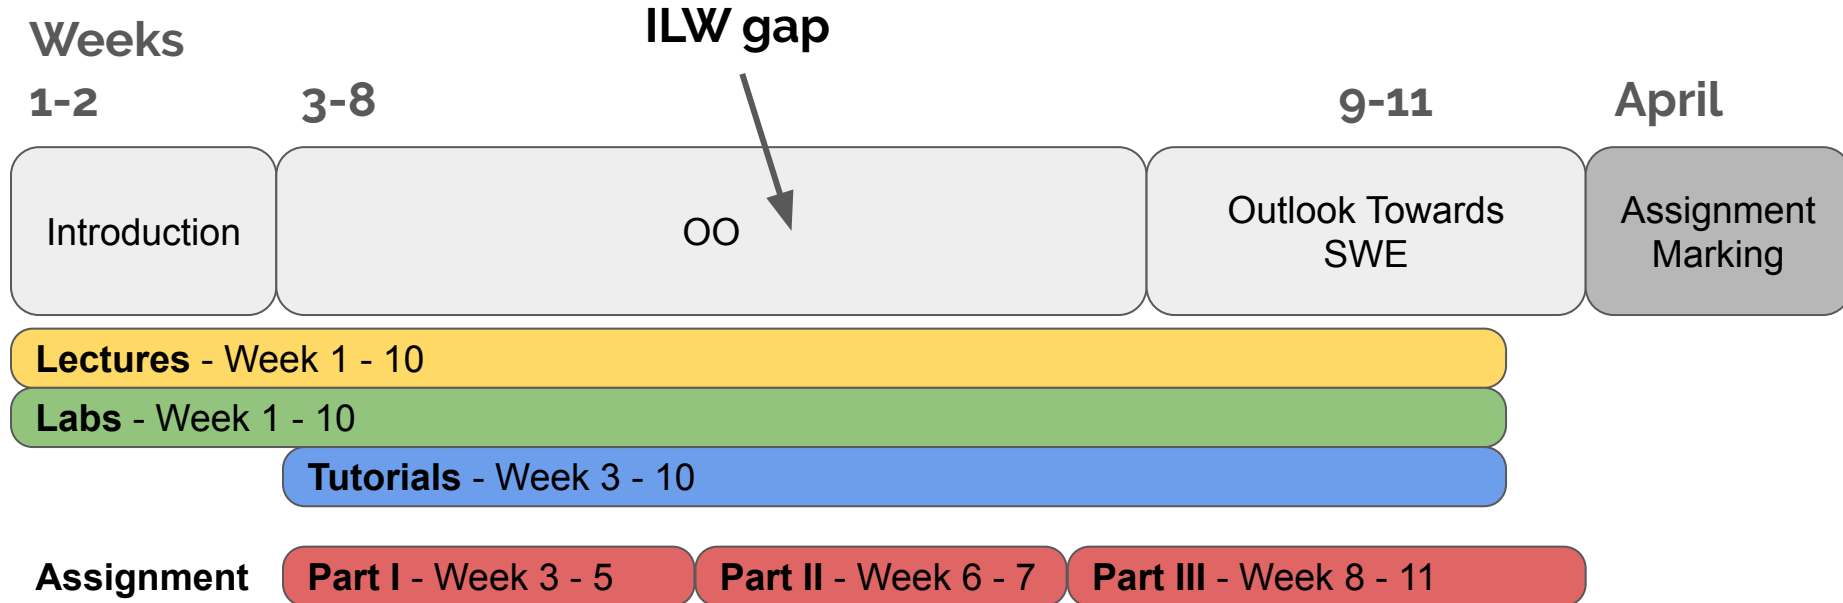 Weeks
ILW gap
1-2
3-8
9-11
April
Introduction
OO
Outlook Towards
SWE
Assignment
Marking
Lectures - Week 1 - 10
Labs - Week 1 - 10
Tutorials - Week 3 - 10
Assignment
Part I - Week 3 - 5
Part II - Week 6 - 7
Part III - Week 8 - 11